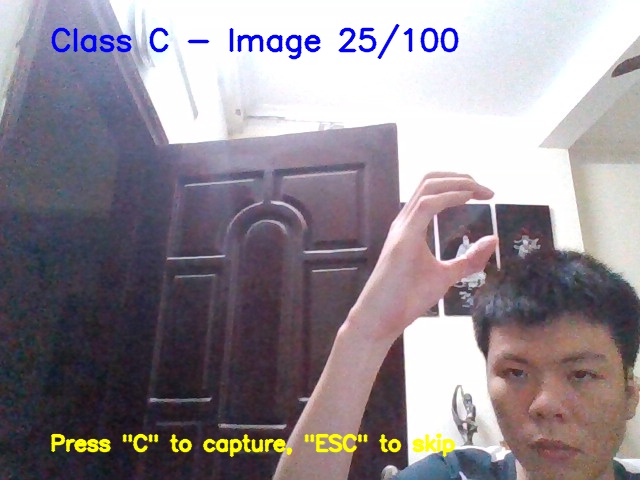 Class C - Image 25/100
Press "C" to capture, "ESC" to skip